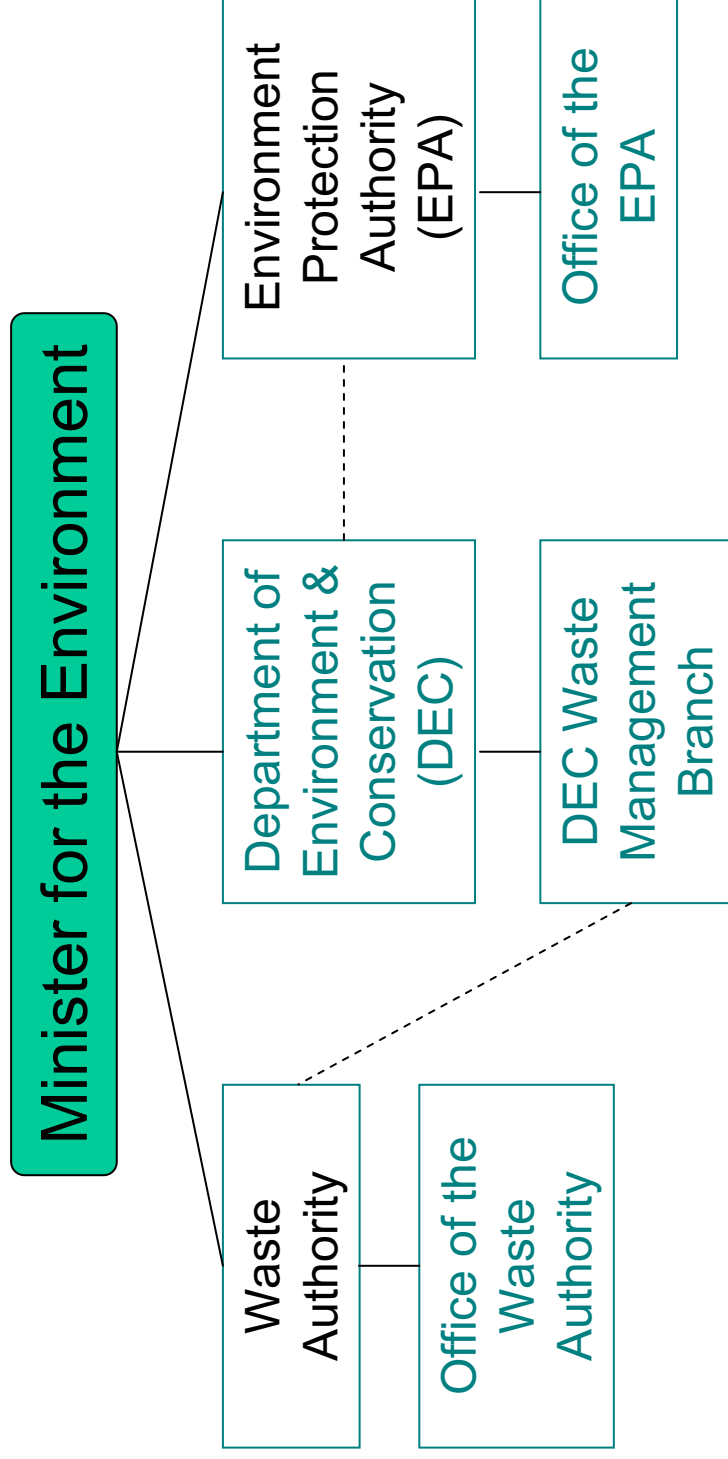 Minister for the Environment
Waste
Authority
Office of the
Waste
Authority
Department of
Environment &
Conservation
(DEC)
DEC Waste
Management
Branch
Environment
Protection
Authority
(EPA)
Office of the
EPA